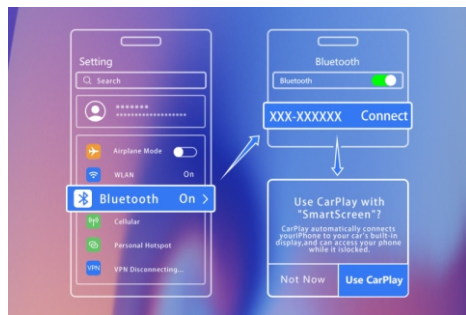 Setting
Search
*******
*******************
Airplane Mode
WLAN On
Bluetooth On >
Cellular
Personal Hotspot
VPN VPN Disconnecting...
Bluetooth
Bluetooth
XXX-XXXXXX Connect
Use CarPlay with
"SmartScreen"?
CarPlay automatically connects
youriPhone to your car's built-in
display,and can access your phone
while it islocked.
Not Now Use CarPlay